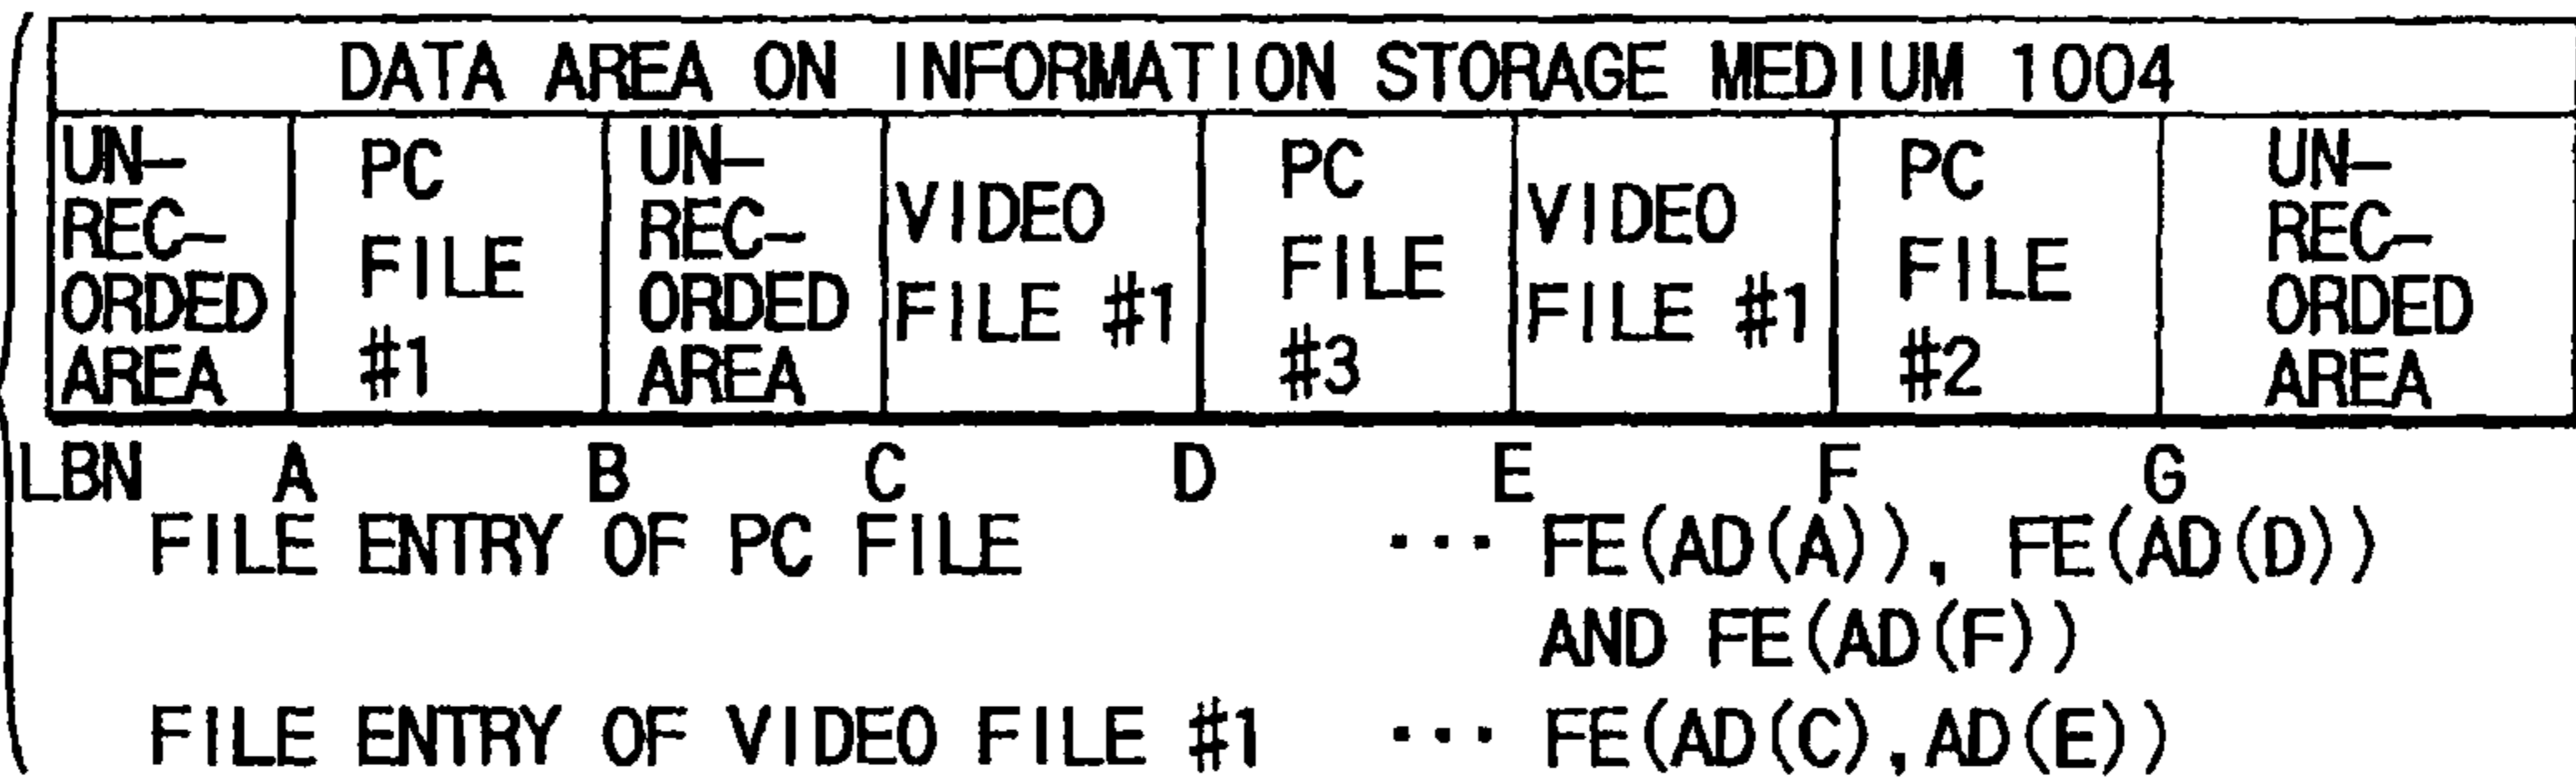 DATA AREA ON INFORMATION STORAGE MEDIUM 1004
UN-
REC-
ORDED
AREA
PC
FILE
#1
UN-
REC-
ORDED
AREA
VIDEO
FILE #1
PC
FILE
#3
VIDEO
FILE #1
PC
FILE
#2
UN-
REC-
ORDED
AREA
LBN A B C D E F G
FILE ENTRY OF PC FILE ... FE(AD(A)), FE(AD(D))
AND FE(AD(F))
FILE ENTRY OF VIDEO FILE #1 ... FE(AD(C),AD(E))